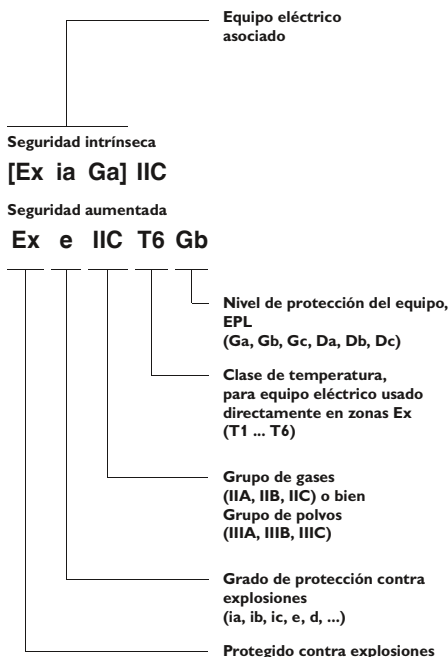 Equipo eléctrico
asociado
Seguridad intrínseca
[Ex ia Ga] IIC
Seguridad aumentada
Ex e IIC T6 Gb
Nivel de protección del equipo,
EPL
(Ga, Gb, Gc, Da, Db, Dc)
Clase de temperatura,
para equipo eléctrico usado
directamente en zonas Ex
(T1 ... T6)
Grupo de gases
(IIA, IIB, IIC) o bien
Grupo de polvos
(IIIA, IIIB, IIIC)
Grado de protección contra
explosiones
(ia, ib, ic, e, d, ...)
Protegido contra explosiones